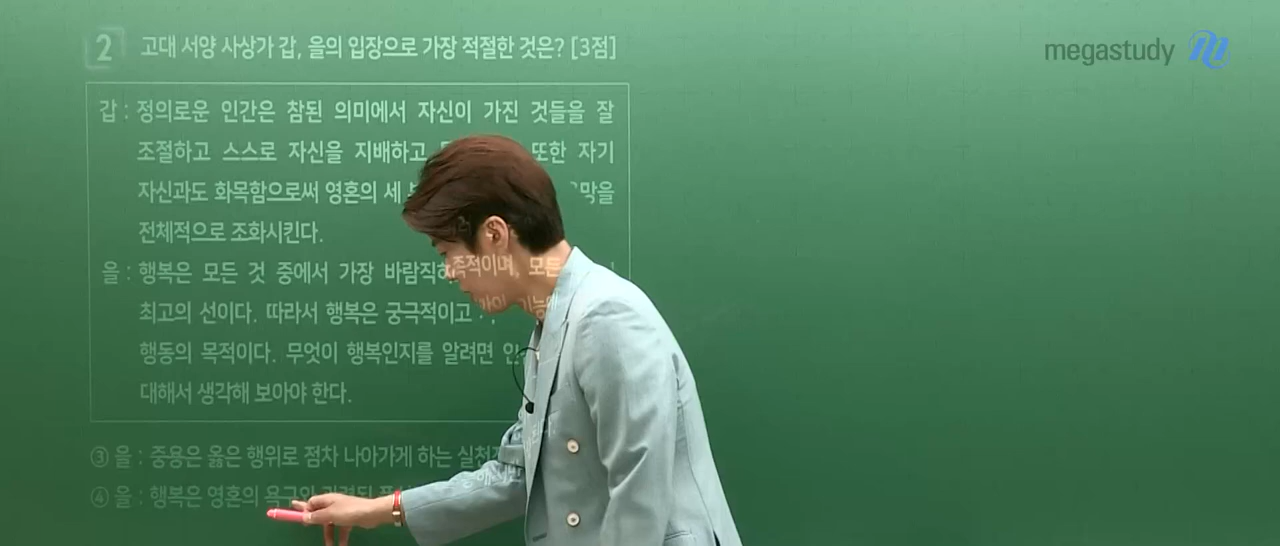 2 고대 서양 사상가 갑, 을의 입장으로 가장 적절한 것은? [3점]
megastudy
갑 : 정의로운 인간은 참된 의미에서 자신이 가진 것들을 잘
조절하고 스스로 자신을 지배하고 또한 자기
자신과도 화목함으로써 영혼의 세
전체적으로 조화시킨다.
을 : 행복은 모든 것 중에서 가장 모든
최고의 선이다. 따라서 행복은 궁극적이고
행동의 목적이다. 무엇이 행복인지를 알려면
대해서 생각해 보아야 한다.
③ 을 : 중용은 옳은 행위로 점차 나아가게 하는
④ 을 : 행복은 영혼의